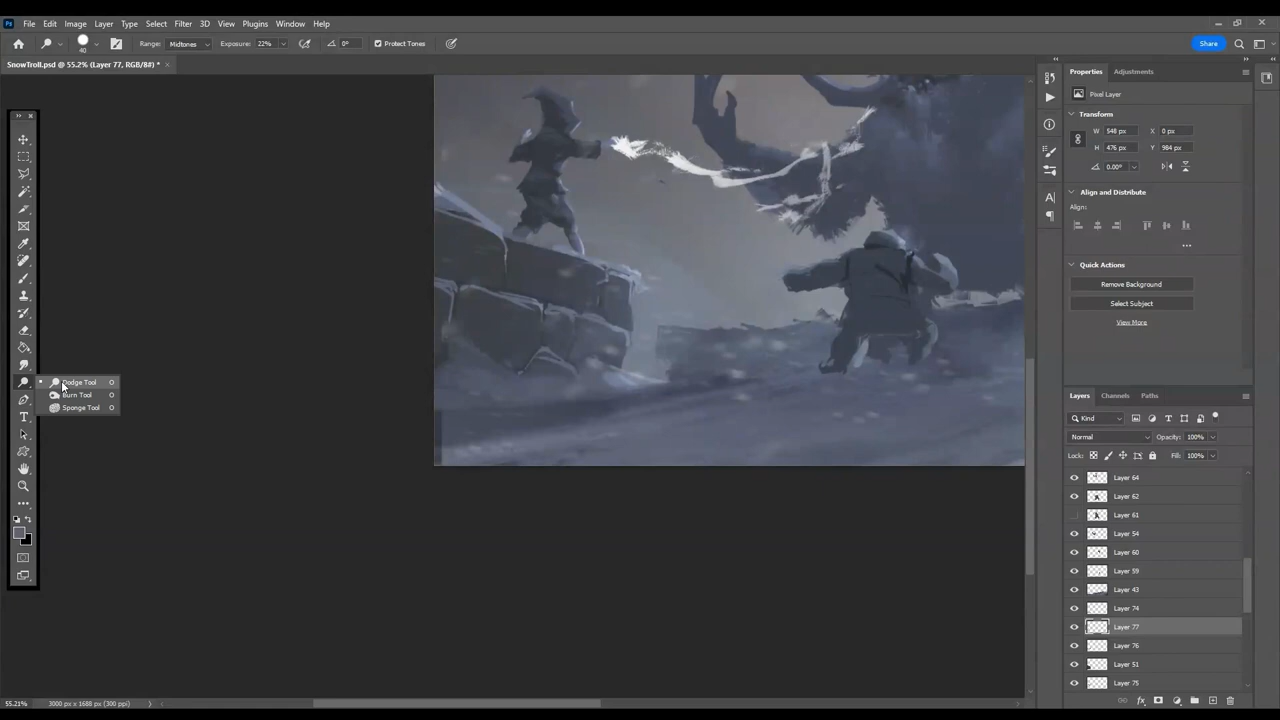 Ps File Edit Image Layer Type Select Filter 3D View Plugins Window Help
40 Range: Midtones Exposure: 22% 0° Protect Tones Share
SnowTroll.psd @ 55.2% (Layer 77, RGB/8#) *
Properties Adjustments
Pixel Layer
Transform
W 548 px X 0 px
H 476 px Y 984 px
0.00°
Align and Distribute
Align:
Quick Actions
Remove Background
Select Subject
View More
Dodge Tool O
Burn Tool O
Sponge Tool O
Layers Channels Paths
Kind
Normal Opacity: 100%
Lock: Fill: 100%
Layer 64
Layer 62
Layer 61
Layer 54
Layer 60
Layer 59
Layer 43
Layer 74
Layer 77
Layer 76
Layer 51
Layer 75
55.21% 3000 px x 1688 px (300 ppi)